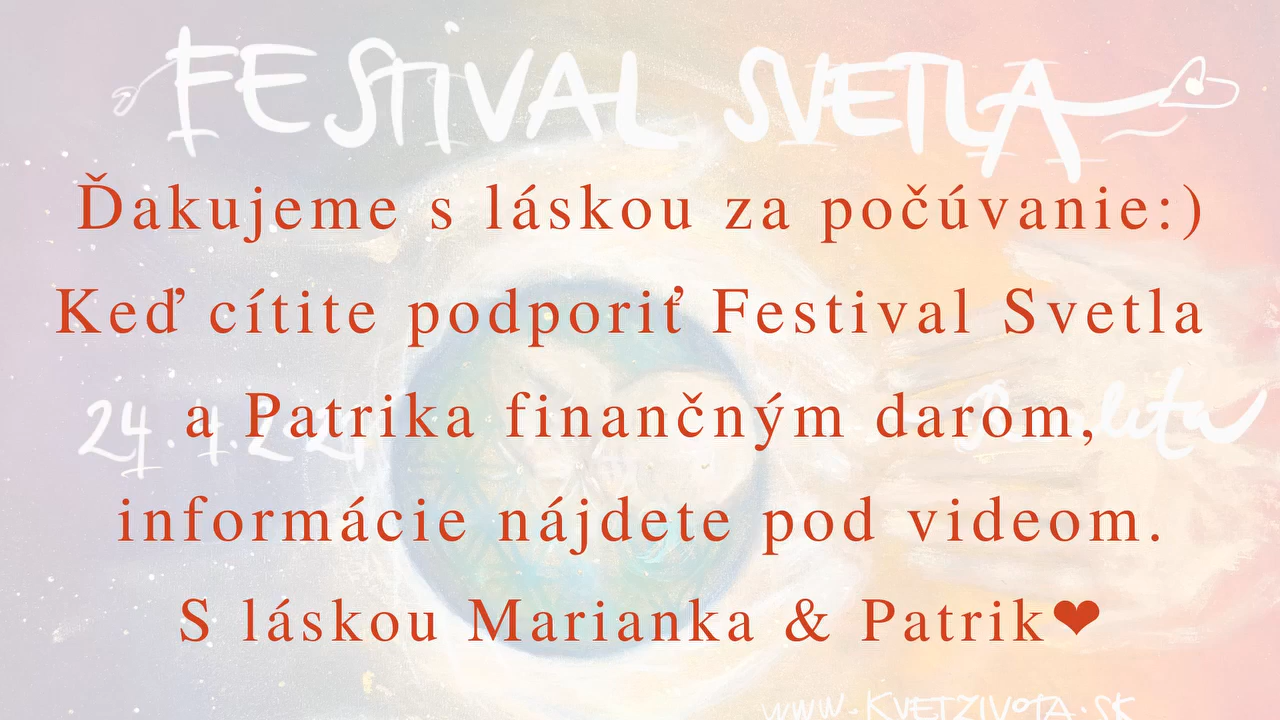 FESTIVAL SVETLA
Ďakujeme s láskou za počúvanie:)
Keď cítite podporiť Festival Svetla
a Patrika finančným darom,
informácie nájdete pod videom.
S láskou Marianka & Patrik❤
www.KVETZIVOTA.SK